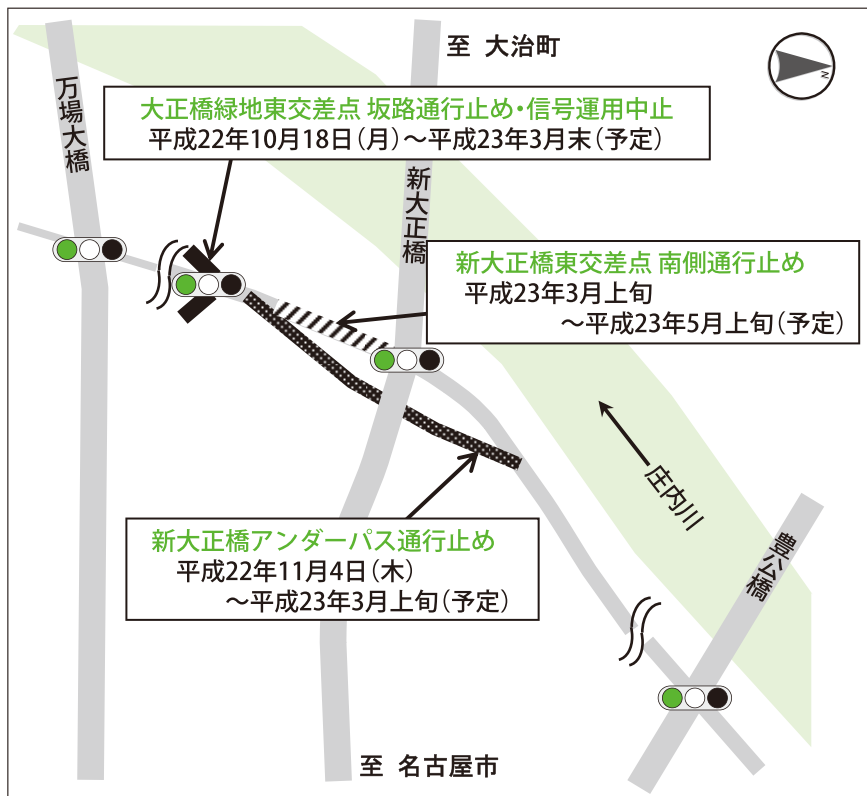 至 大治町
N
万場大橋
大正橋緑地東交差点 坂路通行止め・信号運用中止
平成22年10月18日(月)～平成23年3月末(予定)
新大正橋
新大正橋東交差点 南側通行止め
平成23年3月上旬
～平成23年5月上旬(予定)
庄内川
新大正橋アンダーパス通行止め
平成22年11月4日(木)
～平成23年3月上旬(予定)
豊公橋
至 名古屋市